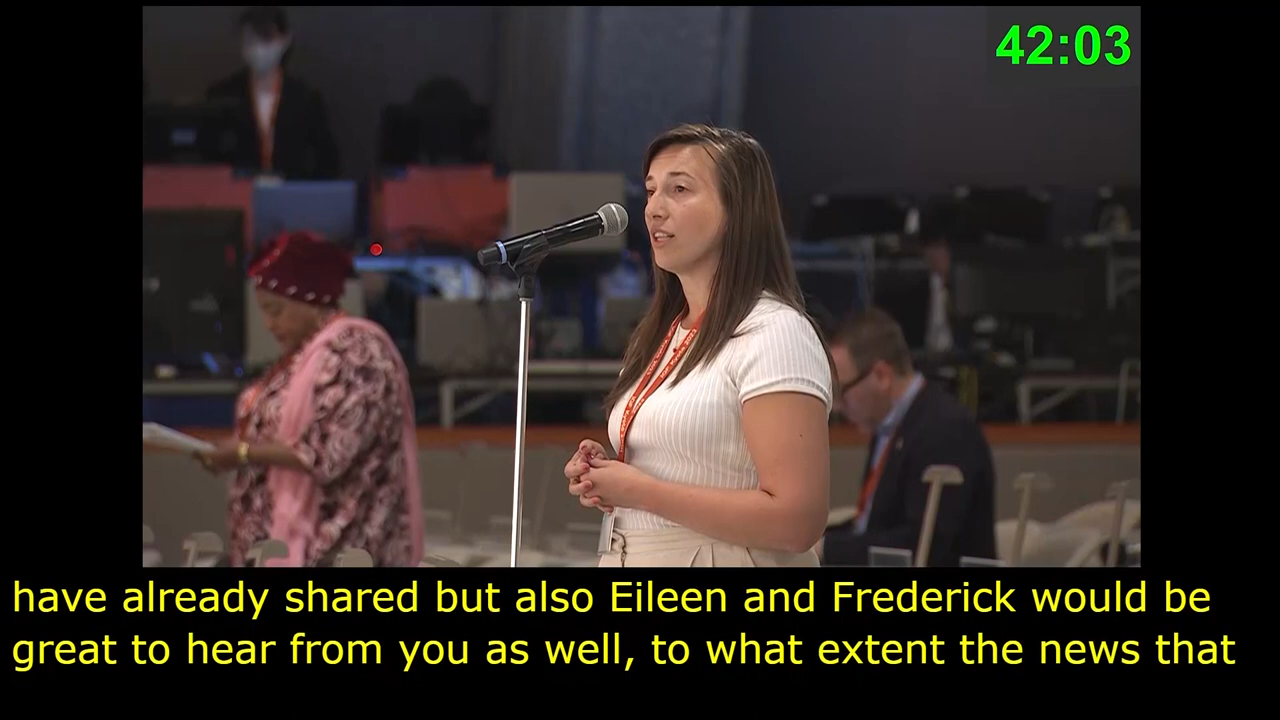 42:03
have already shared but also Eileen and Frederick would be
great to hear from you as well, to what extent the news that